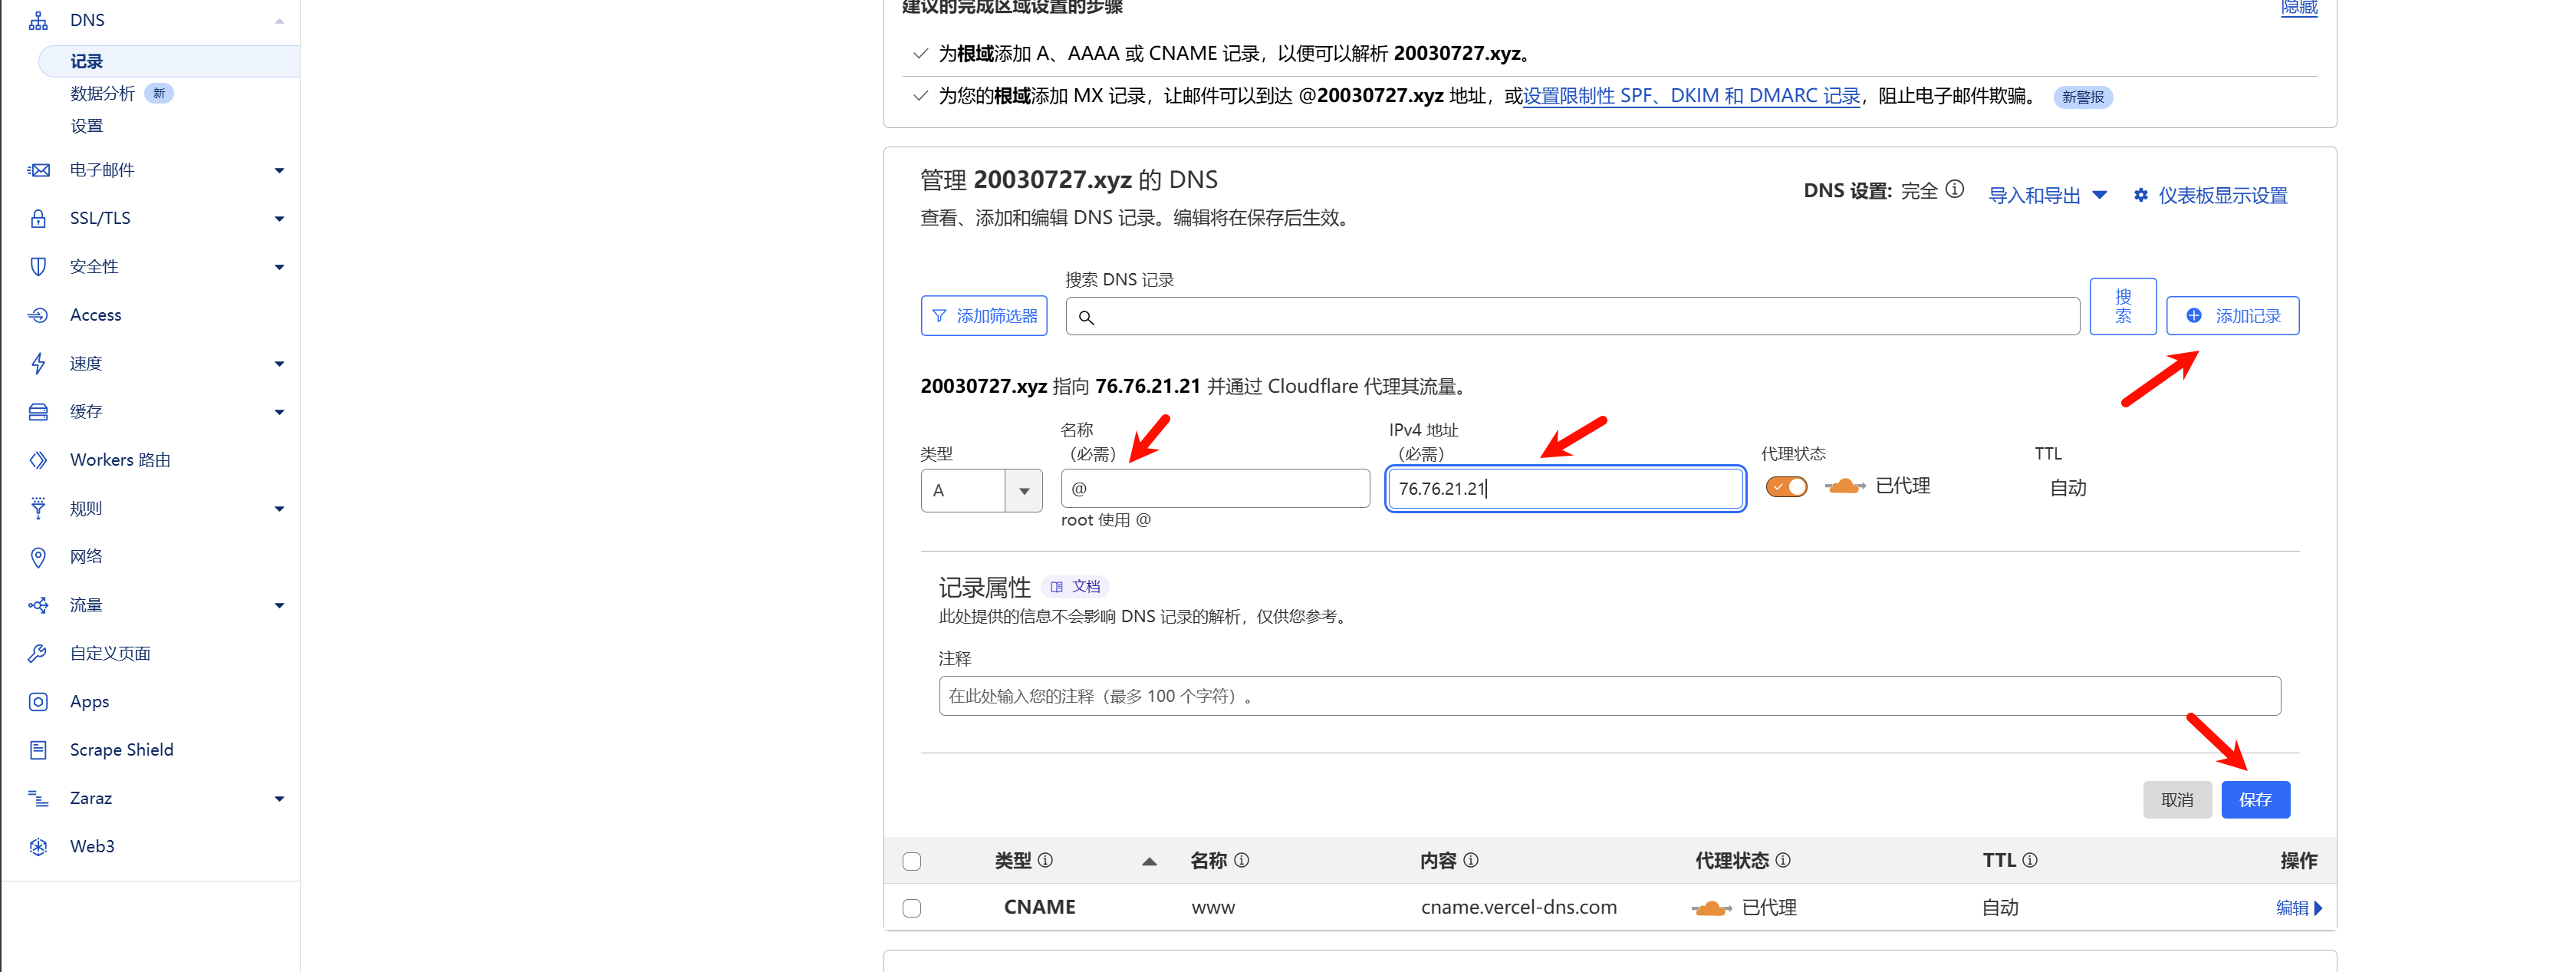 DNS
记录
数据分析 新
设置
电子邮件
SSL/TLS
安全性
Access
速度
缓存
Workers 路由
规则
网络
流量
自定义页面
Apps
Scrape Shield
Zaraz
Web3
建议的完成区域设置的步骤
隐藏
为根域添加 A、AAAA 或 CNAME 记录，以便可以解析 20030727.xyz。
为您的根域添加 MX 记录，让邮件可以到达 @20030727.xyz 地址，或设置限制性 SPF、DKIM 和 DMARC 记录，阻止电子邮件欺骗。 新警报
管理 20030727.xyz 的 DNS
查看、添加和编辑 DNS 记录。编辑将在保存后生效。
DNS 设置: 完全
导入和导出
仪表板显示设置
搜索 DNS 记录
添加筛选器
搜
索
添加记录
20030727.xyz 指向 76.76.21.21 并通过 Cloudflare 代理其流量。
类型
A
名称
（必需）
@
root 使用 @
IPv4 地址
（必需）
76.76.21.21
代理状态
已代理
TTL
自动
记录属性 文档
此处提供的信息不会影响 DNS 记录的解析，仅供您参考。
注释
在此处输入您的注释（最多 100 个字符）。
取消
保存
类型 名称 内容 代理状态 TTL 操作
CNAME www cname.vercel-dns.com 已代理 自动 编辑